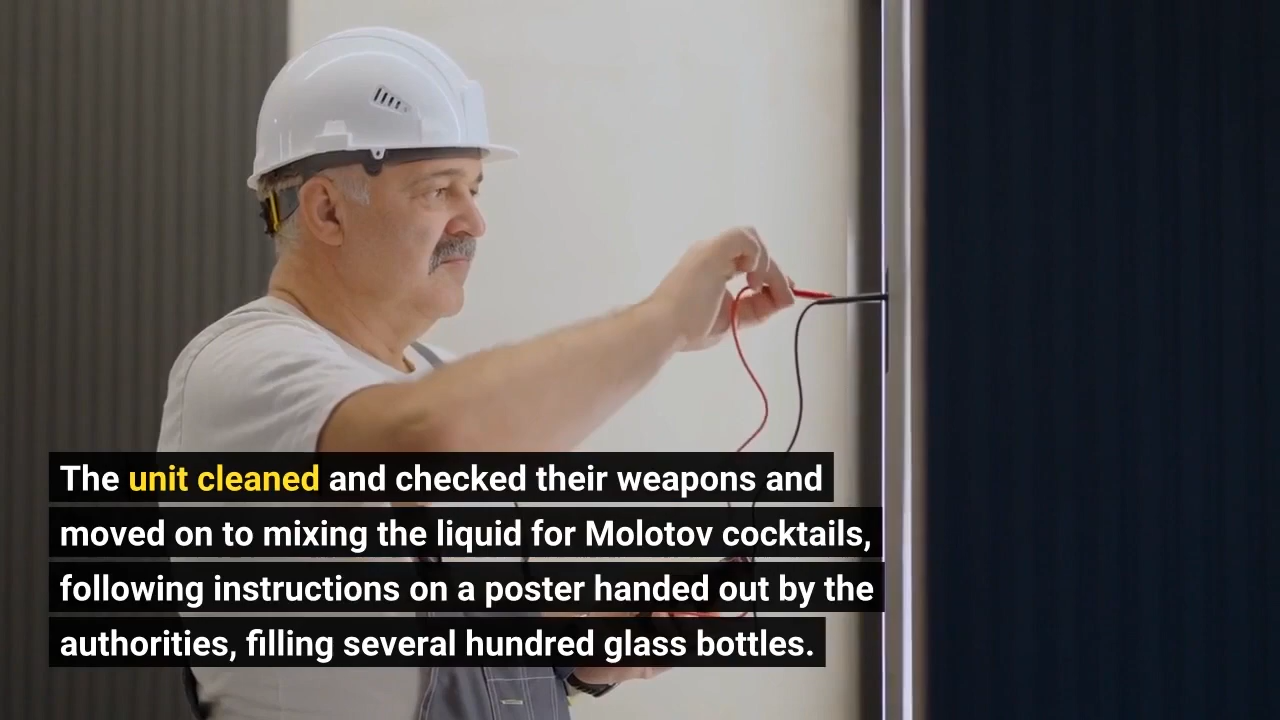 The unit cleaned and checked their weapons and
moved on to mixing the liquid for Molotov cocktails,
following instructions on a poster handed out by the
authorities, filling several hundred glass bottles.